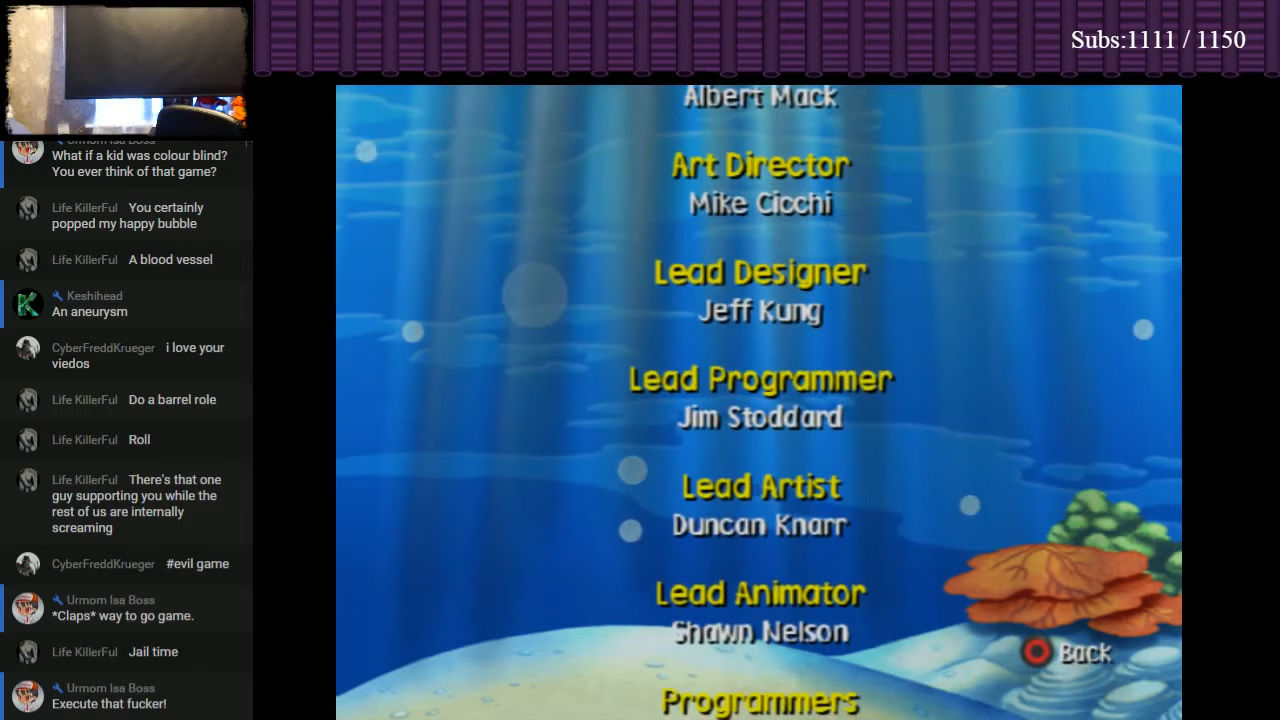 Subs:1111 / 1150
Urmom Isa Boss
What if a kid was colour blind?
You ever think of that game?
Life KillerFul You certainly
popped my happy bubble
Life KillerFul A blood vessel
Keshihead
An aneurysm
CyberFreddKrueger i love your
viedos
Life KillerFul Do a barrel role
Life KillerFul Roll
Life KillerFul There's that one
guy supporting you while the
rest of us are internally
screaming
CyberFreddKrueger #evil game
Urmom Isa Boss
*Claps* way to go game.
Life KillerFul Jail time
Urmom Isa Boss
Execute that fucker!
Albert Mack
Art Director
Mike Cicchi
Lead Designer
Jeff Kung
Lead Programmer
Jim Stoddard
Lead Artist
Duncan Knarr
Lead Animator
Shawn Nelson
Back
Programmers